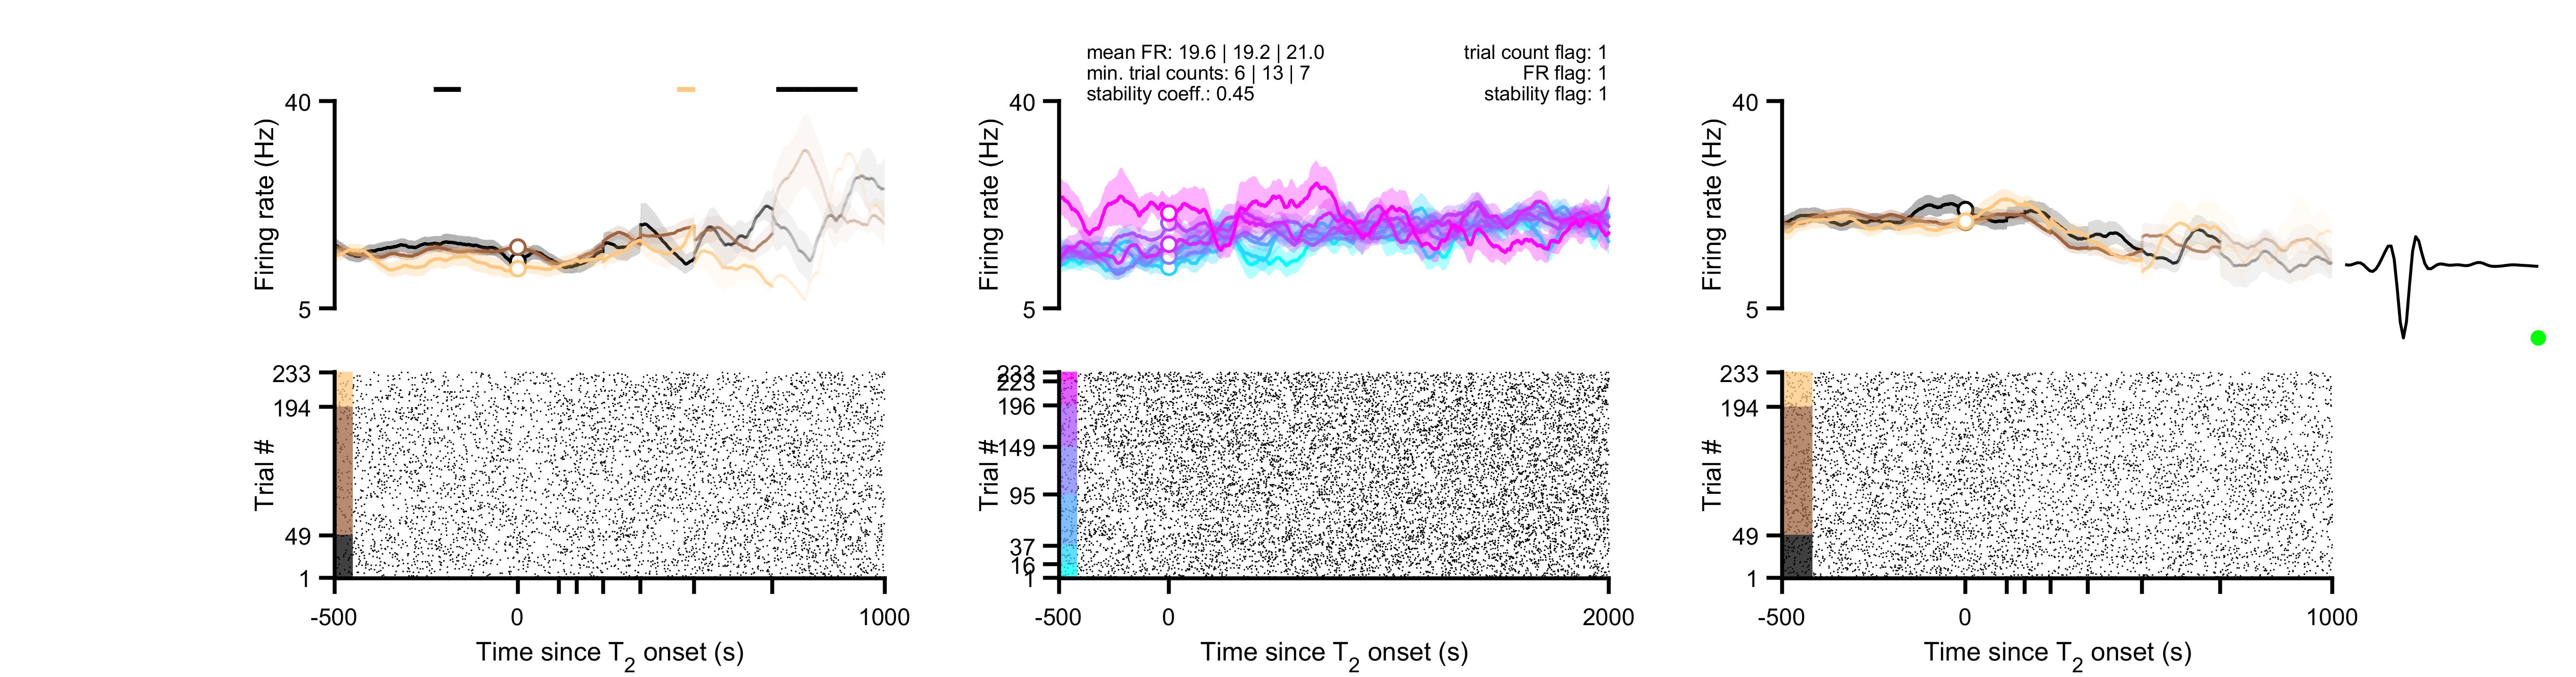 mean FR: 19.6 | 19.2 | 21.0
min. trial counts: 6 | 13 | 7
stability coeff.: 0.45
trial count flag: 1
FR flag: 1
stability flag: 1
40
Firing rate (Hz)
5
40
Firing rate (Hz)
5
40
Firing rate (Hz)
5
233
194
Trial #
49
1
-500
0
1000
Time since T2 onset (s)
233
223
196
149
Trial #
95
37
16
1
-500
0
2000
Time since T2 onset (s)
233
194
Trial #
49
1
-500
0
1000
Time since T2 onset (s)